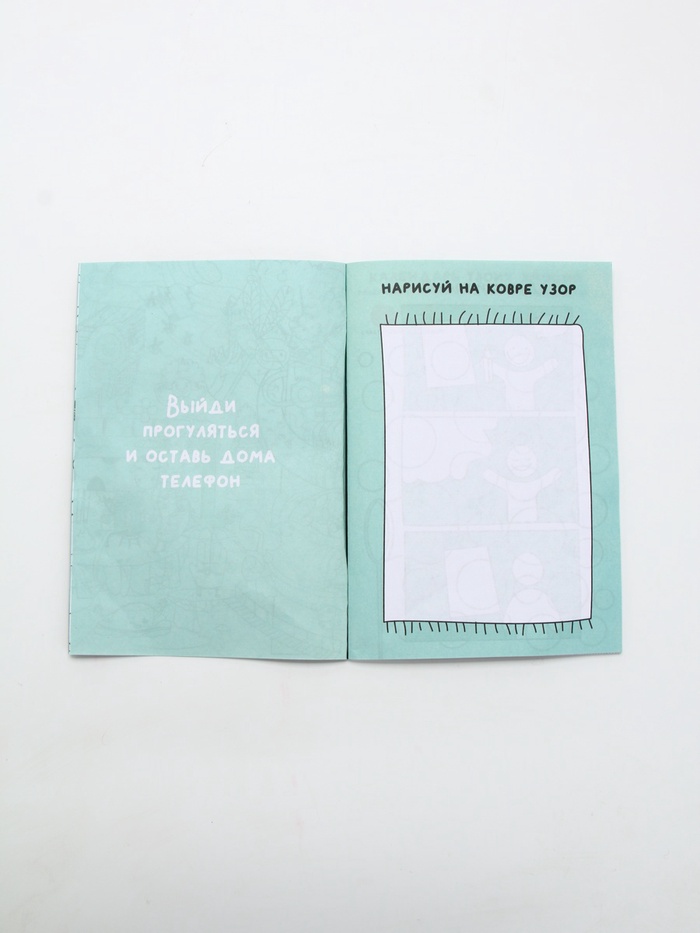 Выйди
прогуляться
и оставь дома
телефон
НАРИСУЙ НА КОВРЕ УЗОР